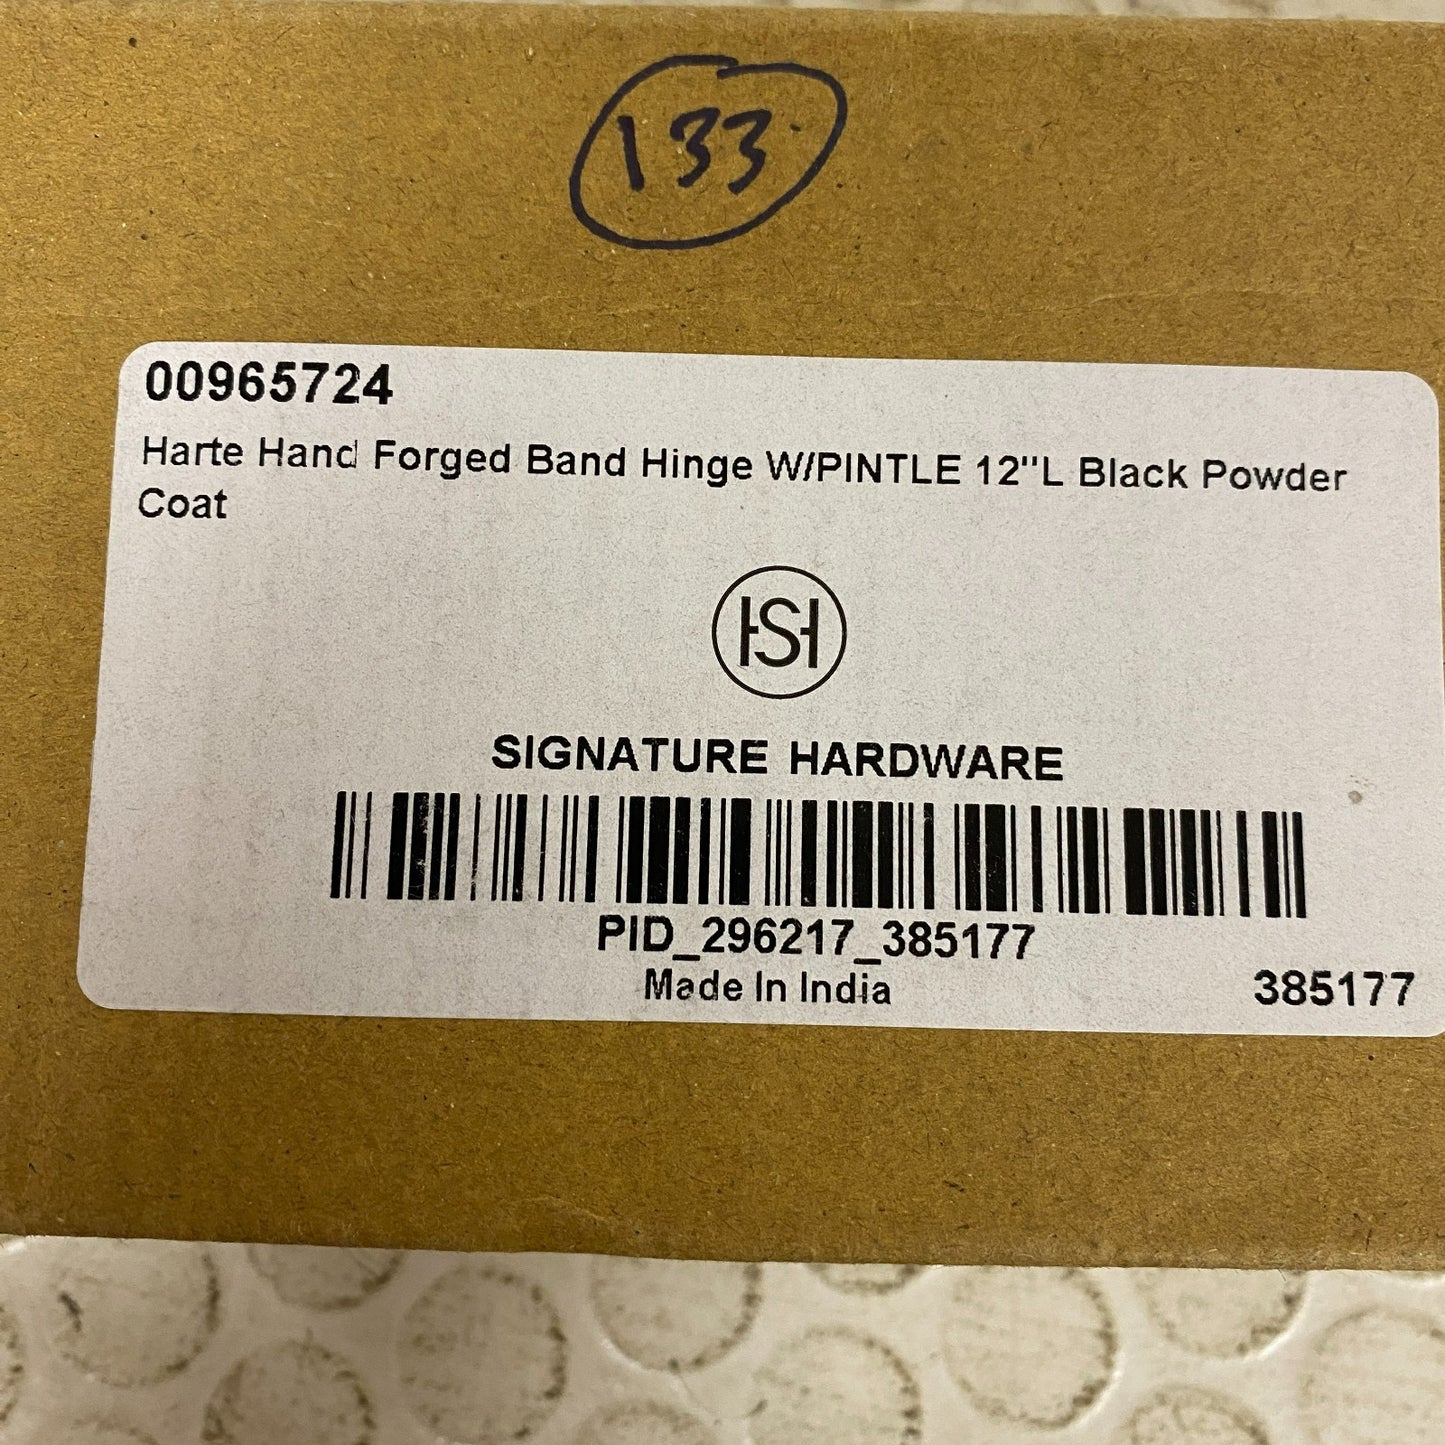 133
00965724
Harte Hand Forged Band Hinge W/PINTLE 12"L Black Powder
Coat
HSH
SIGNATURE HARDWARE
PID_296217_385177
Made In India
385177